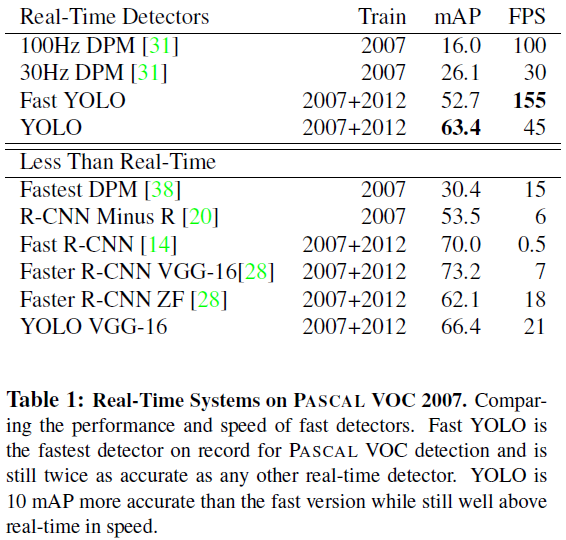 Real-Time Detectors Train mAP FPS
100Hz DPM [31] 2007 16.0 100
30Hz DPM [31] 2007 26.1 30
Fast YOLO 2007+2012 52.7 155
YOLO 2007+2012 63.4 45
Less Than Real-Time
Fastest DPM [38] 2007 30.4 15
R-CNN Minus R [20] 2007 53.5 6
Fast R-CNN [14] 2007+2012 70.0 0.5
Faster R-CNN VGG-16[28] 2007+2012 73.2 7
Faster R-CNN ZF [28] 2007+2012 62.1 18
YOLO VGG-16 2007+2012 66.4 21
Table 1: Real-Time Systems on PASCAL VOC 2007. Compar-
ing the performance and speed of fast detectors. Fast YOLO is
the fastest detector on record for PASCAL VOC detection and is
still twice as accurate as any other real-time detector. YOLO is
10 mAP more accurate than the fast version while still well above
real-time in speed.